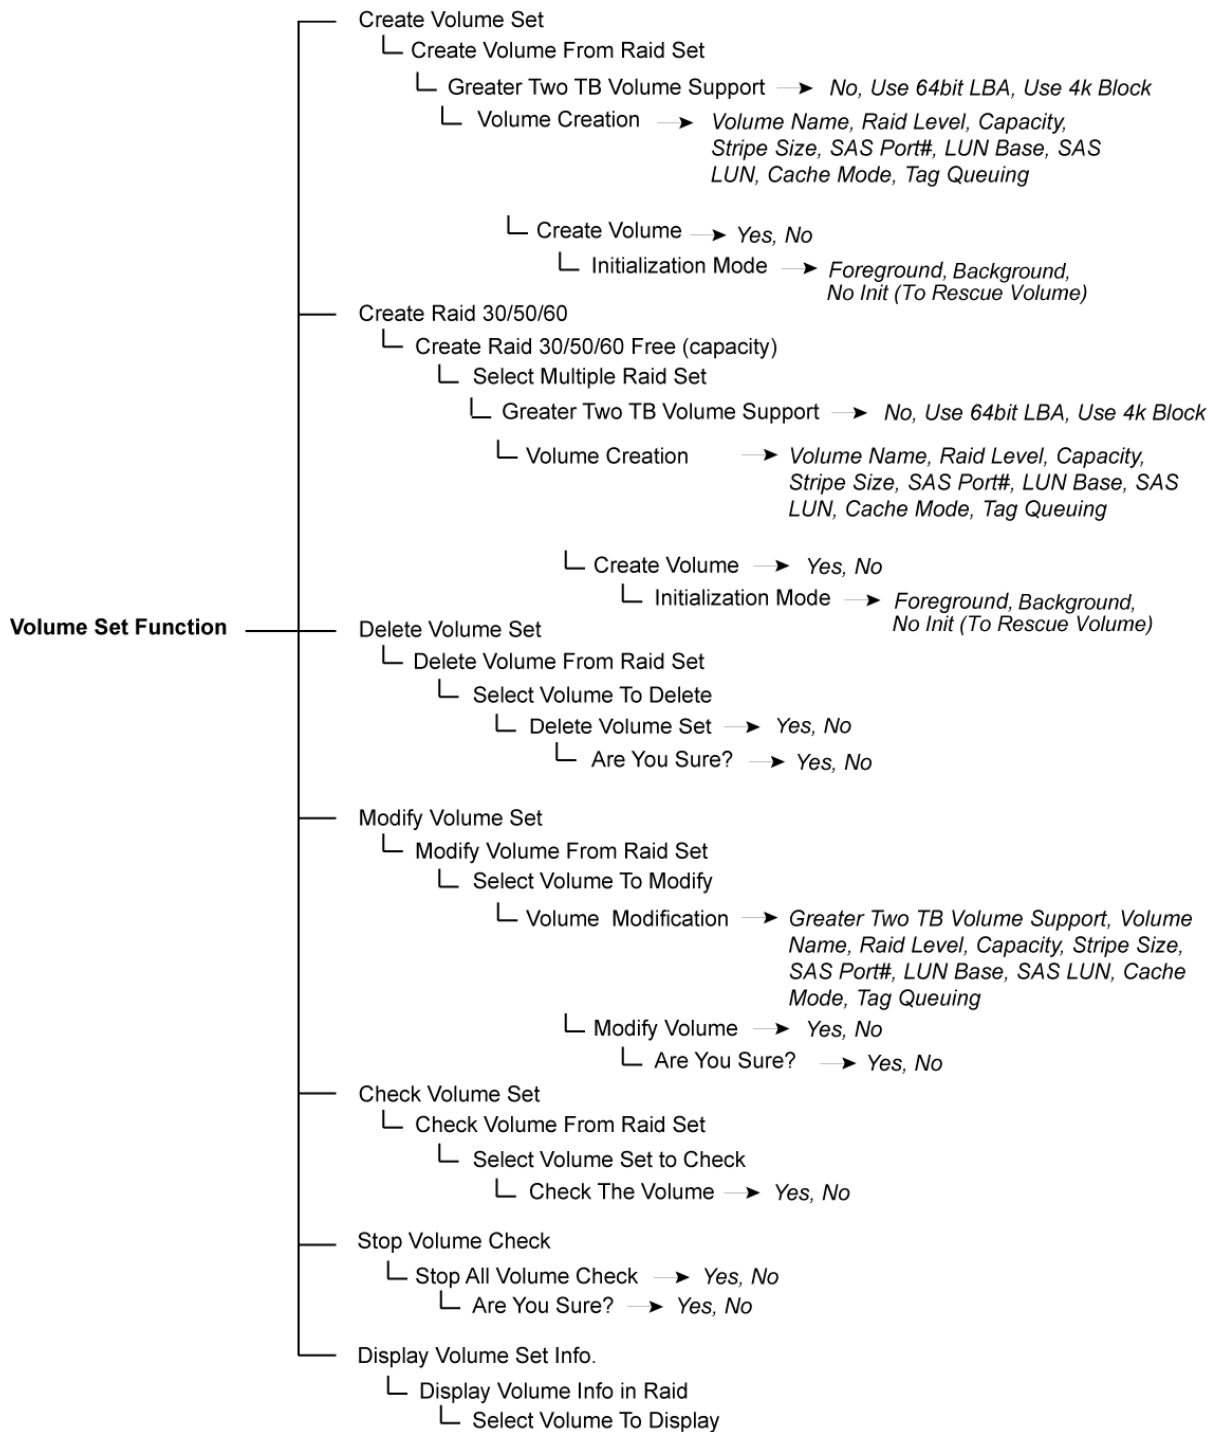 Create Volume Set
Create Volume From Raid Set
Greater Two TB Volume Support No, Use 64bit LBA, Use 4k Block
Volume Creation Volume Name, Raid Level, Capacity,
Stripe Size, SAS Port#, LUN Base, SAS
LUN, Cache Mode, Tag Queuing
Create Volume Yes, No
Initialization Mode Foreground, Background,
No Init (To Rescue Volume)
Create Raid 30/50/60
Create Raid 30/50/60 Free (capacity)
Select Multiple Raid Set
Greater Two TB Volume Support No, Use 64bit LBA, Use 4k Block
Volume Creation Volume Name, Raid Level, Capacity,
Stripe Size, SAS Port#, LUN Base, SAS
LUN, Cache Mode, Tag Queuing
Create Volume Yes, No
Initialization Mode Foreground, Background,
No Init (To Rescue Volume)
Volume Set Function
Delete Volume Set
Delete Volume From Raid Set
Select Volume To Delete
Delete Volume Set Yes, No
Are You Sure? Yes, No
Modify Volume Set
Modify Volume From Raid Set
Select Volume To Modify
Volume Modification Greater Two TB Volume Support, Volume
Name, Raid Level, Capacity, Stripe Size,
SAS Port#, LUN Base, SAS LUN, Cache
Mode, Tag Queuing
Modify Volume Yes, No
Are You Sure? Yes, No
Check Volume Set
Check Volume From Raid Set
Select Volume Set to Check
Check The Volume Yes, No
Stop Volume Check
Stop All Volume Check Yes, No
Are You Sure? Yes, No
Display Volume Set Info.
Display Volume Info in Raid
Select Volume To Display